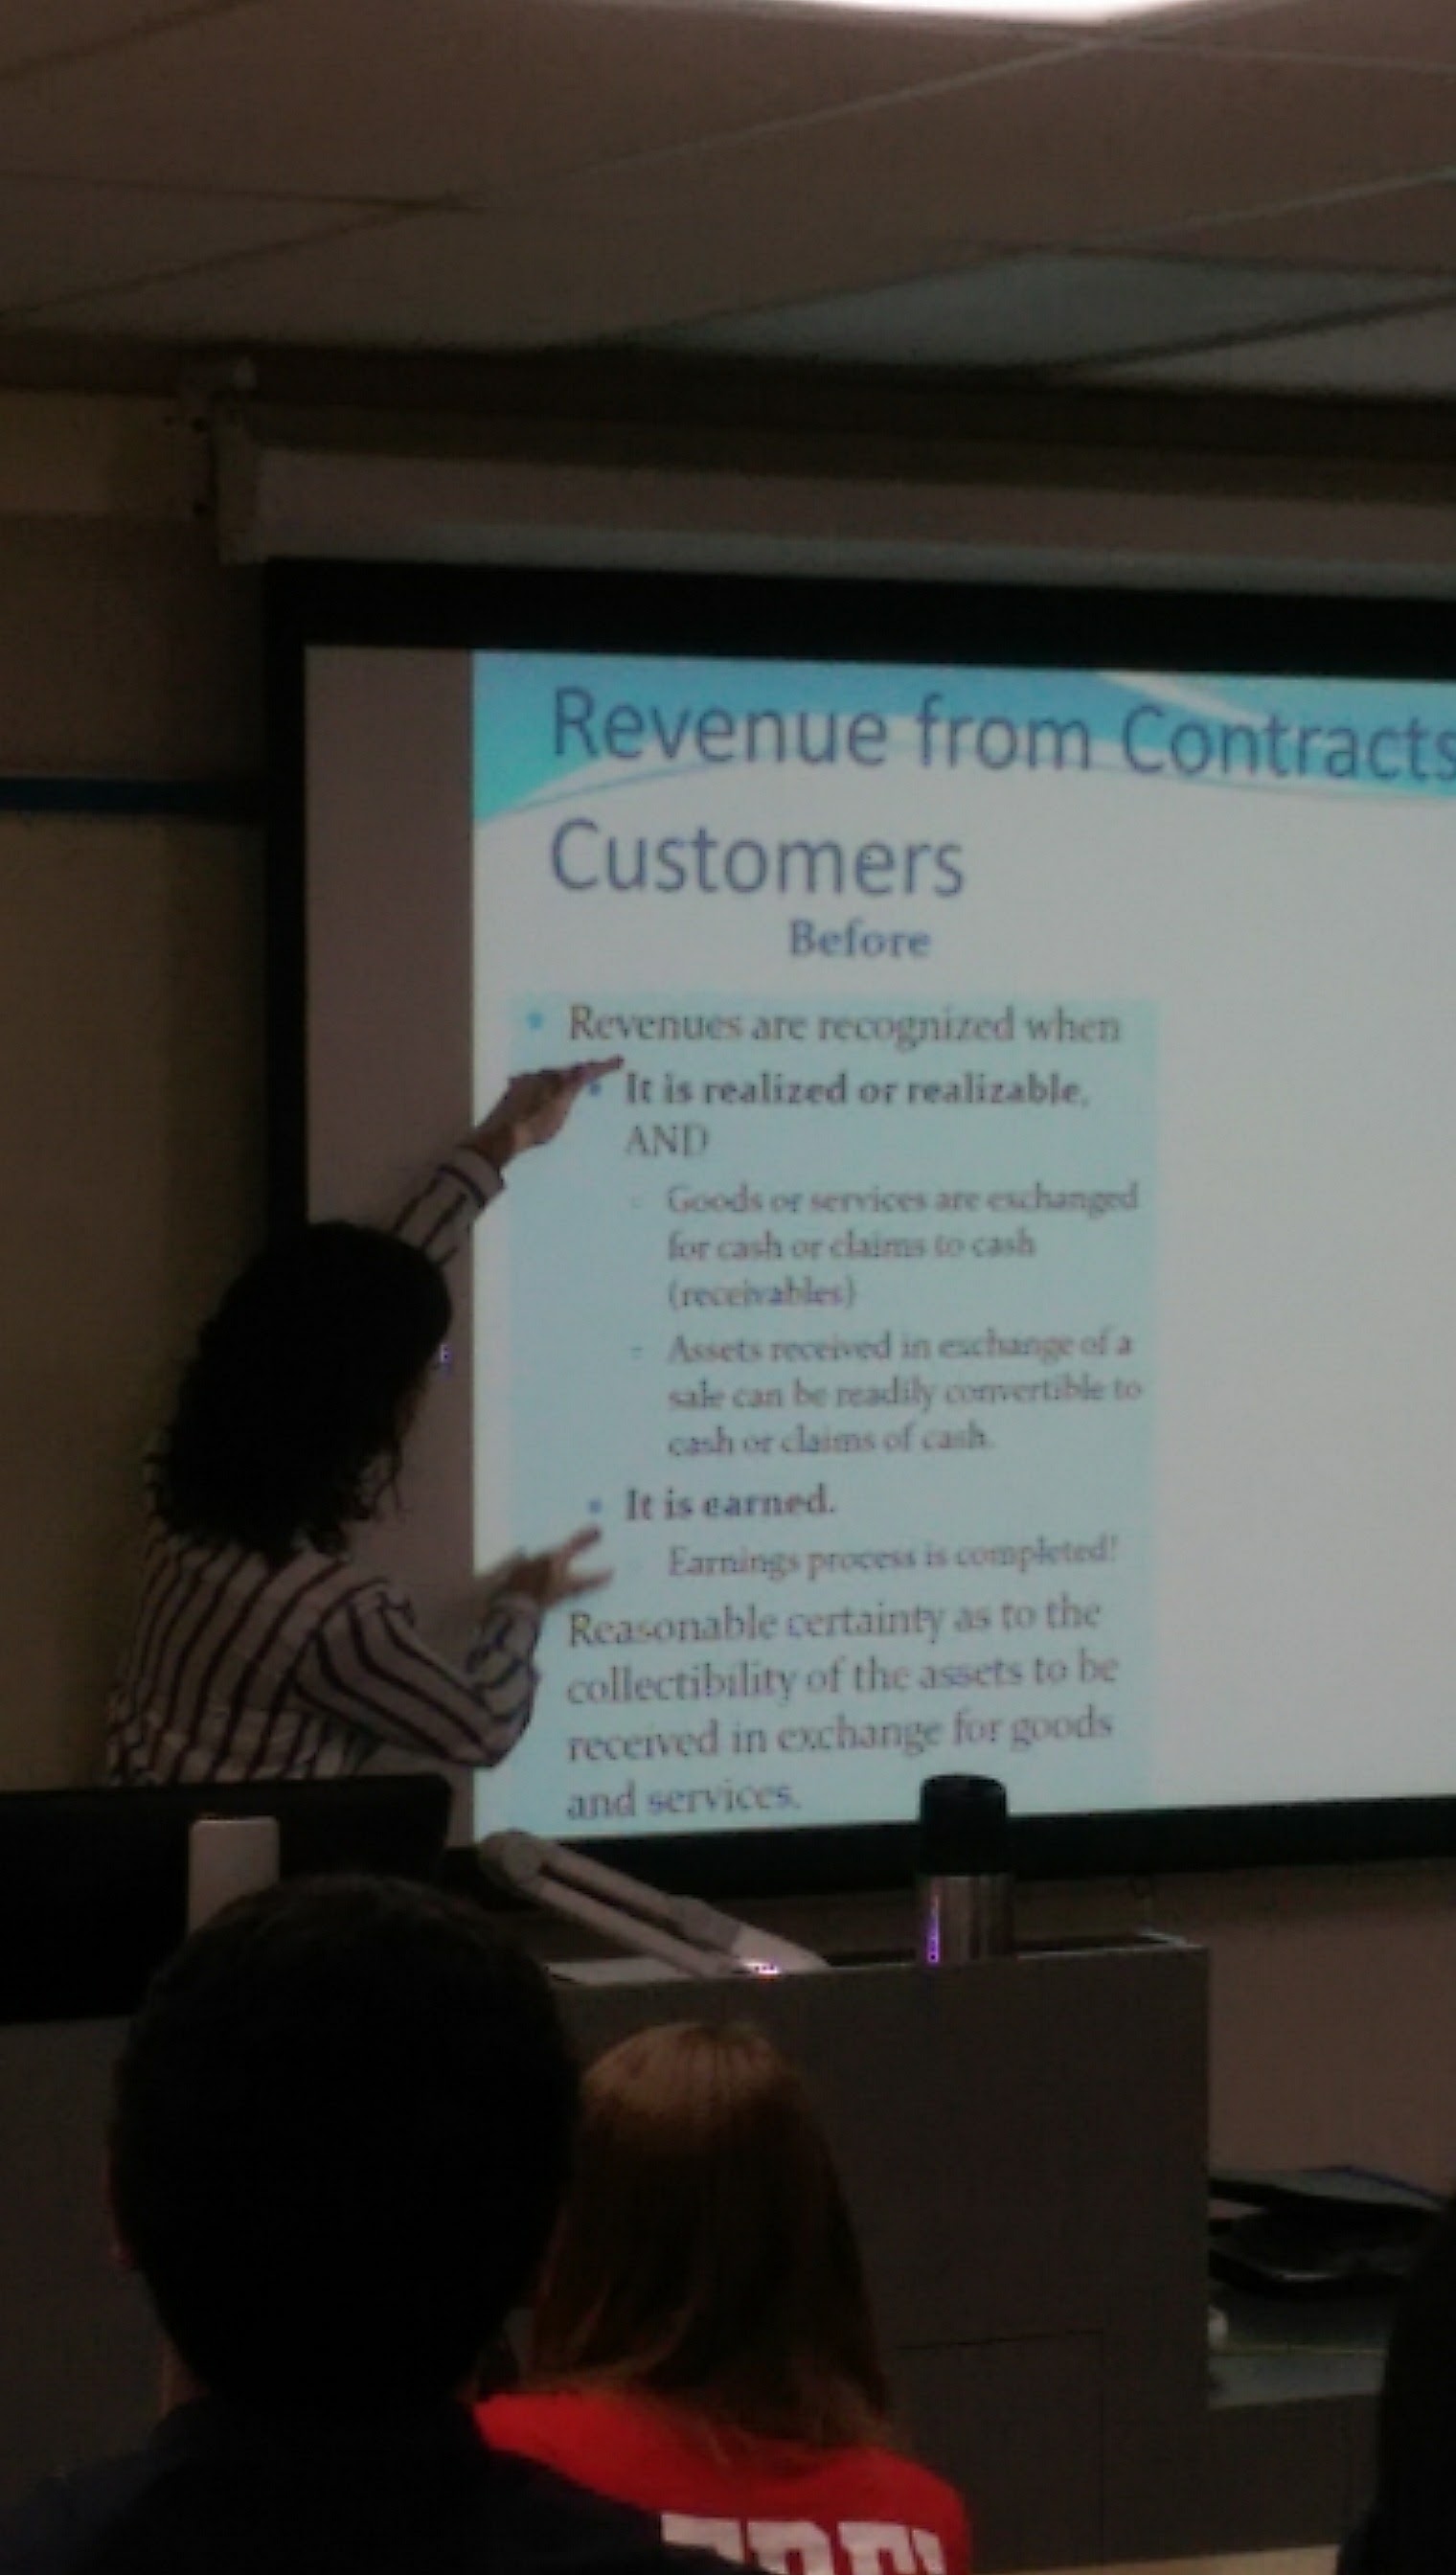 Revenue from Contracts
Customers
Before
Revenues are recognized when
It is realized or realizable,
AND
- Goods or services are exchanged
for cash or claims to cash
(receivables)
- Assets received in exchange of a
sale can be readily convertible to
cash or claims of cash.
It is earned.
Earnings process is completed!
Reasonable certainty as to the
collectibility of the assets to be
received in exchange for goods
and services.